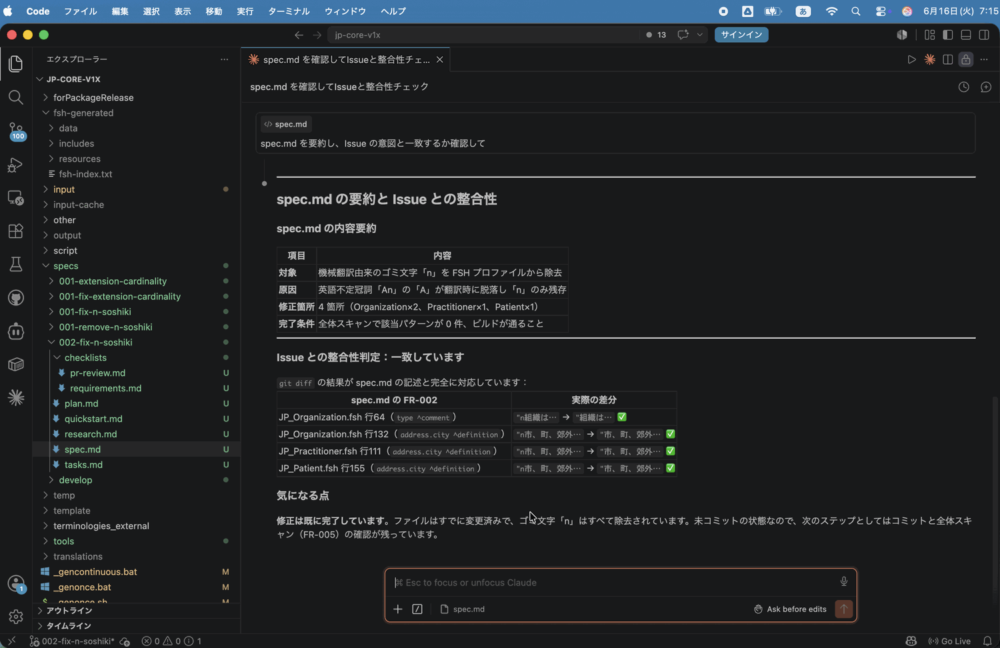 Code ファイル 編集 選択 表示 移動 実行 ターミナル ウィンドウ ヘルプ あ 6月16日(火) 7:15
jp-core-v1x 13 サインイン
エクスプローラー
spec.md を確認してIssueと整合性チェ...
JP-CORE-V1X
spec.md を確認してIssueと整合性チェック
forPackageRelease
fsh-generated
data
includes
resources
fsh-index.txt
input
input-cache
other
output
script
specs
001-extension-cardinality
001-fix-extension-cardinality
001-fix-n-soshiki
001-remove-n-soshiki
002-fix-n-soshiki
checklists
pr-review.md U
requirements.md U
plan.md U
quickstart.md U
research.md U
spec.md U
tasks.md U
develop
temp
template
terminologies_external
tools
translations
_gencontinuous.bat M
_genonce.bat M
_genonce.sh M
アウトライン
タイムライン
100
1
spec.md
spec.md を要約し、Issue の意図と一致するか確認して
spec.md の要約と Issue との整合性
spec.md の内容要約
項目 内容
対象 機械翻訳由来のゴミ文字「n」を FSH プロファイルから除去
原因 英語不定冠詞「An」の「A」が翻訳時に脱落し「n」のみ残存
修正箇所 4 箇所（Organization×2、Practitioner×1、Patient×1）
完了条件 全体スキャンで該当パターンが 0 件、ビルドが通ること
Issue との整合性判定：一致しています
git diff の結果が spec.md の記述と完全に対応しています：
spec.md の FR-002 実際の差分
JP_Organization.fsh 行64（ type ^comment ） "n組織は… → "組織は… ✅
JP_Organization.fsh 行132（ address.city ^definition ） "n市、町、郊外… → "市、町、郊外… ✅
JP_Practitioner.fsh 行111（ address.city ^definition ） "n市、町、郊外… → "市、町、郊外… ✅
JP_Patient.fsh 行155（ address.city ^definition ） "n市、町、郊外… → "市、町、郊外… ✅
気になる点
修正は既に完了しています。ファイルはすでに変更済みで、ゴミ文字「n」はすべて除去されています。未コミットの状態なので、次のステップとしてはコミットと全体スキ
ャン（FR-005）の確認が残っています。
⌘ Esc to focus or unfocus Claude
spec.md Ask before edits
002-fix-n-soshiki* 0 0 1 Go Live